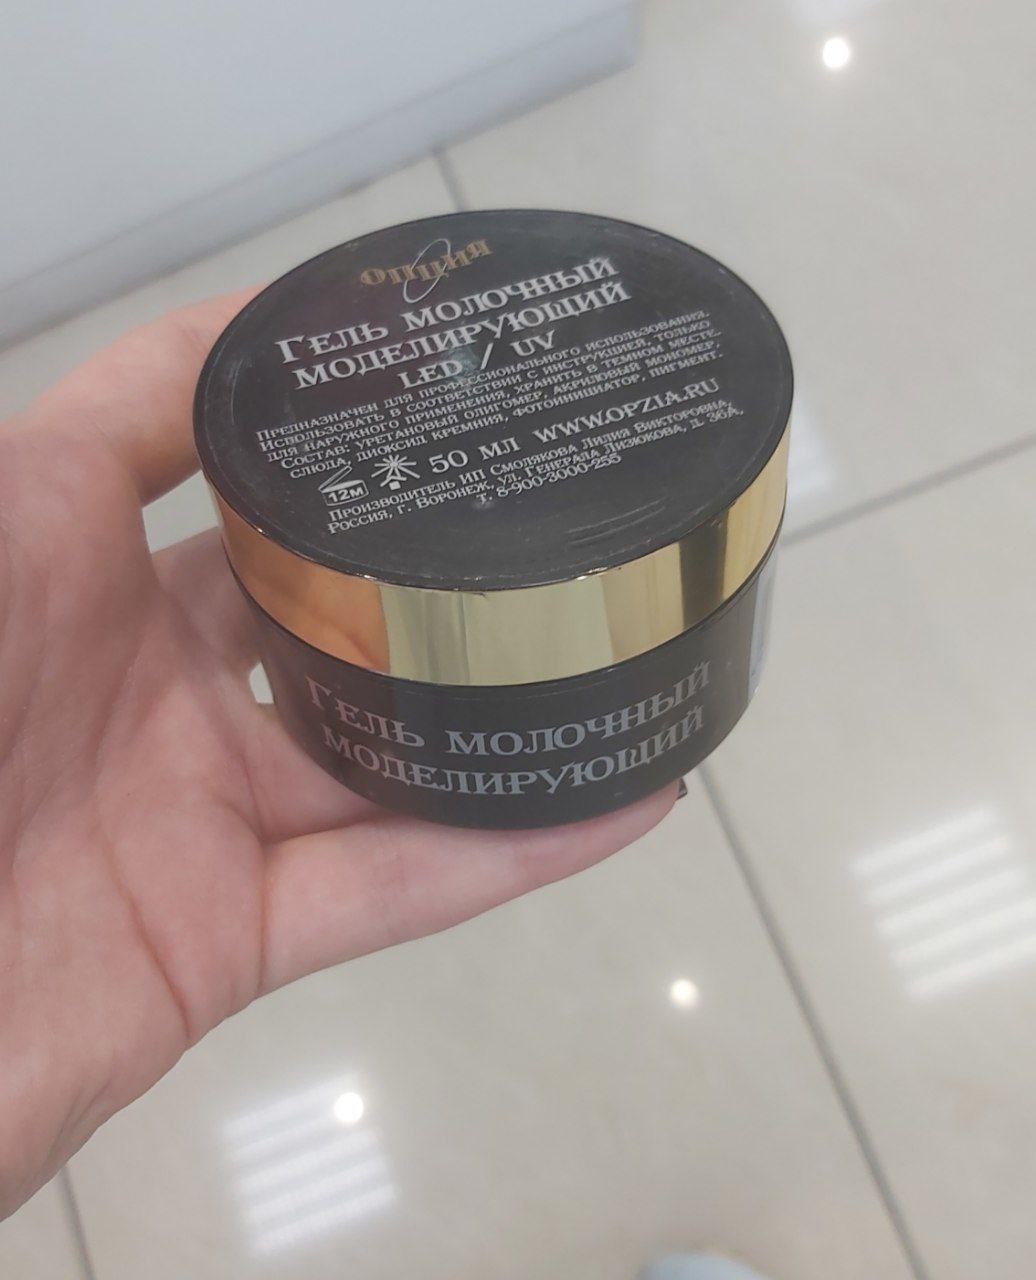 ОПЦИЯ
ГЕЛЬ МОЛОЧНЫЙ
МОДЕЛИРУЮЩИЙ
LED / UV
ПРЕДНАЗНАЧЕН ДЛЯ ПРОФЕССИОНАЛЬНОГО ИСПОЛЬЗОВАНИЯ.
ИСПОЛЬЗОВАТЬ В СООТВЕТСТВИИ С ИНСТРУКЦИЕЙ, ТОЛЬКО
ДЛЯ НАРУЖНОГО ПРИМЕНЕНИЯ, ХРАНИТЬ В ТЕМНОМ МЕСТЕ.
СОСТАВ: УРЕТАНОВЫЙ ОЛИГОМЕР, АКРИЛОВЫЙ МОНОМЕР,
СЛЮДА, ДИОКСИД КРЕМНИЯ, ФОТОИНИЦИАТОР, ПИГМЕНТ.
12М 50 МЛ WWW.OPZIA.RU
ПРОИЗВОДИТЕЛЬ ИП СМОЛЯКОВА ЛИЛИЯ ВИКТОРОВНА,
РОССИЯ, Г. ВОРОНЕЖ, УЛ. ГЕНЕРАЛА ЛИЗЮКОВА, Д. 36А,
Т. 8-900-3000-255
ГЕЛЬ МОЛОЧНЫЙ
МОДЕЛИРУЮЩИЙ